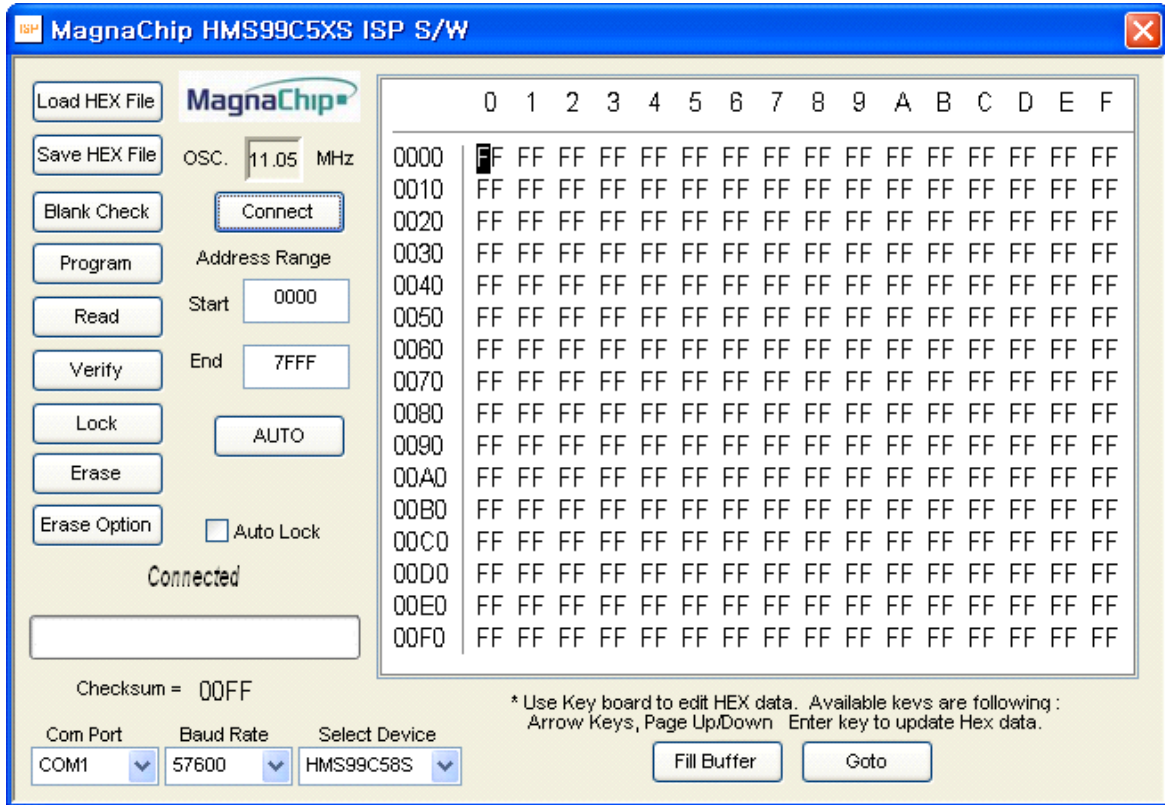 ISP MagnaChip HMS99C5XS ISP S/W
Load HEX File
Save HEX File
Blank Check
Program
Read
Verify
Lock
Erase
Erase Option
MagnaChip
OSC. 11.05 MHz
Connect
Address Range
Start 0000
End 7FFF
AUTO
Auto Lock
Connected
Checksum = 00FF
Com Port Baud Rate Select Device
COM1 57600 HMS99C58S
0 1 2 3 4 5 6 7 8 9 A B C D E F
0000 FF FF FF FF FF FF FF FF FF FF FF FF FF FF FF FF
0010 FF FF FF FF FF FF FF FF FF FF FF FF FF FF FF FF
0020 FF FF FF FF FF FF FF FF FF FF FF FF FF FF FF FF
0030 FF FF FF FF FF FF FF FF FF FF FF FF FF FF FF FF
0040 FF FF FF FF FF FF FF FF FF FF FF FF FF FF FF FF
0050 FF FF FF FF FF FF FF FF FF FF FF FF FF FF FF FF
0060 FF FF FF FF FF FF FF FF FF FF FF FF FF FF FF FF
0070 FF FF FF FF FF FF FF FF FF FF FF FF FF FF FF FF
0080 FF FF FF FF FF FF FF FF FF FF FF FF FF FF FF FF
0090 FF FF FF FF FF FF FF FF FF FF FF FF FF FF FF FF
00A0 FF FF FF FF FF FF FF FF FF FF FF FF FF FF FF FF
00B0 FF FF FF FF FF FF FF FF FF FF FF FF FF FF FF FF
00C0 FF FF FF FF FF FF FF FF FF FF FF FF FF FF FF FF
00D0 FF FF FF FF FF FF FF FF FF FF FF FF FF FF FF FF
00E0 FF FF FF FF FF FF FF FF FF FF FF FF FF FF FF FF
00F0 FF FF FF FF FF FF FF FF FF FF FF FF FF FF FF FF
* Use Key board to edit HEX data. Available keys are following :
Arrow Keys, Page Up/Down Enter key to update Hex data.
Fill Buffer
Goto